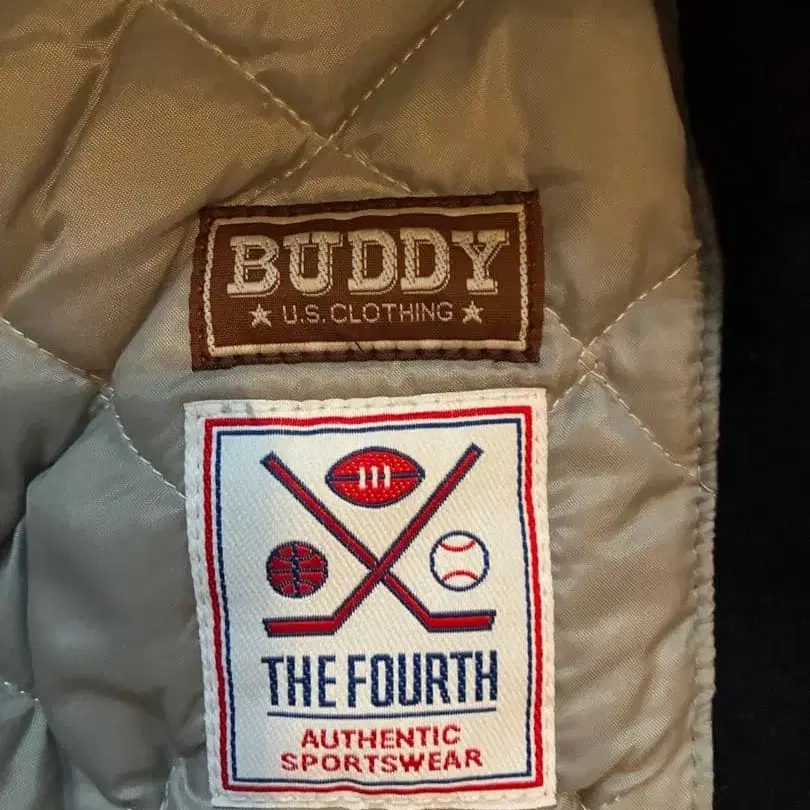 BUDDY
★ U.S. CLOTHING ★
THE FOURTH
AUTHENTIC
SPORTSWEAR